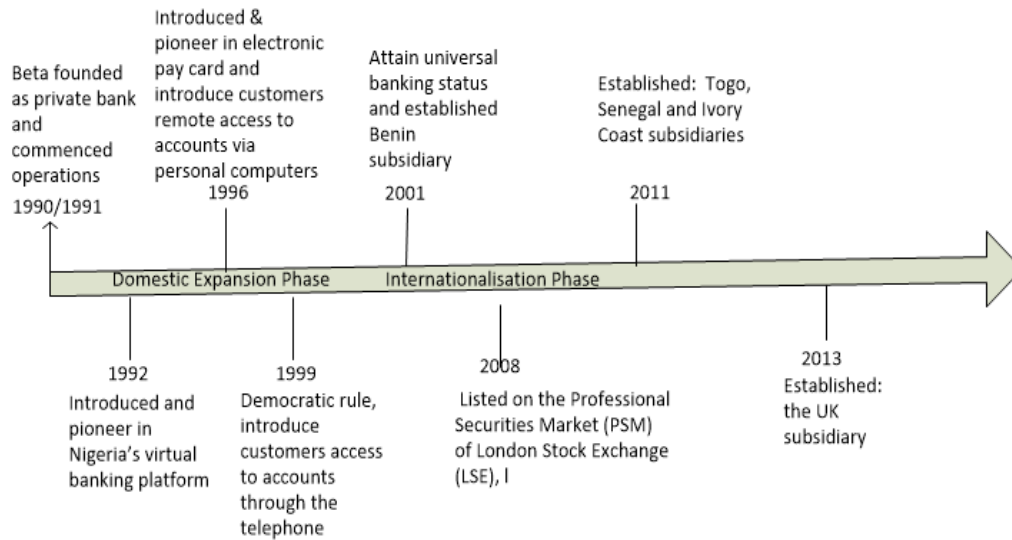 Beta founded
as private bank
and
commenced
operations
1990/1991
Introduced &
pioneer in electronic
pay card and
introduce customers
remote access to
accounts via
personal computers
1996
Attain universal
banking status
and established
Benin
subsidiary
2001
Established:  Togo,
Senegal and Ivory
Coast subsidiaries
2011
Domestic Expansion Phase
Internationalisation Phase
1992
Introduced and
pioneer in
Nigeria’s virtual
banking platform
1999
Democratic rule,
introduce
customers access
to accounts
through the
telephone
2008
Listed on the Professional
Securities Market (PSM)
of London Stock Exchange
(LSE), l
2013
Established:
the UK
subsidiary